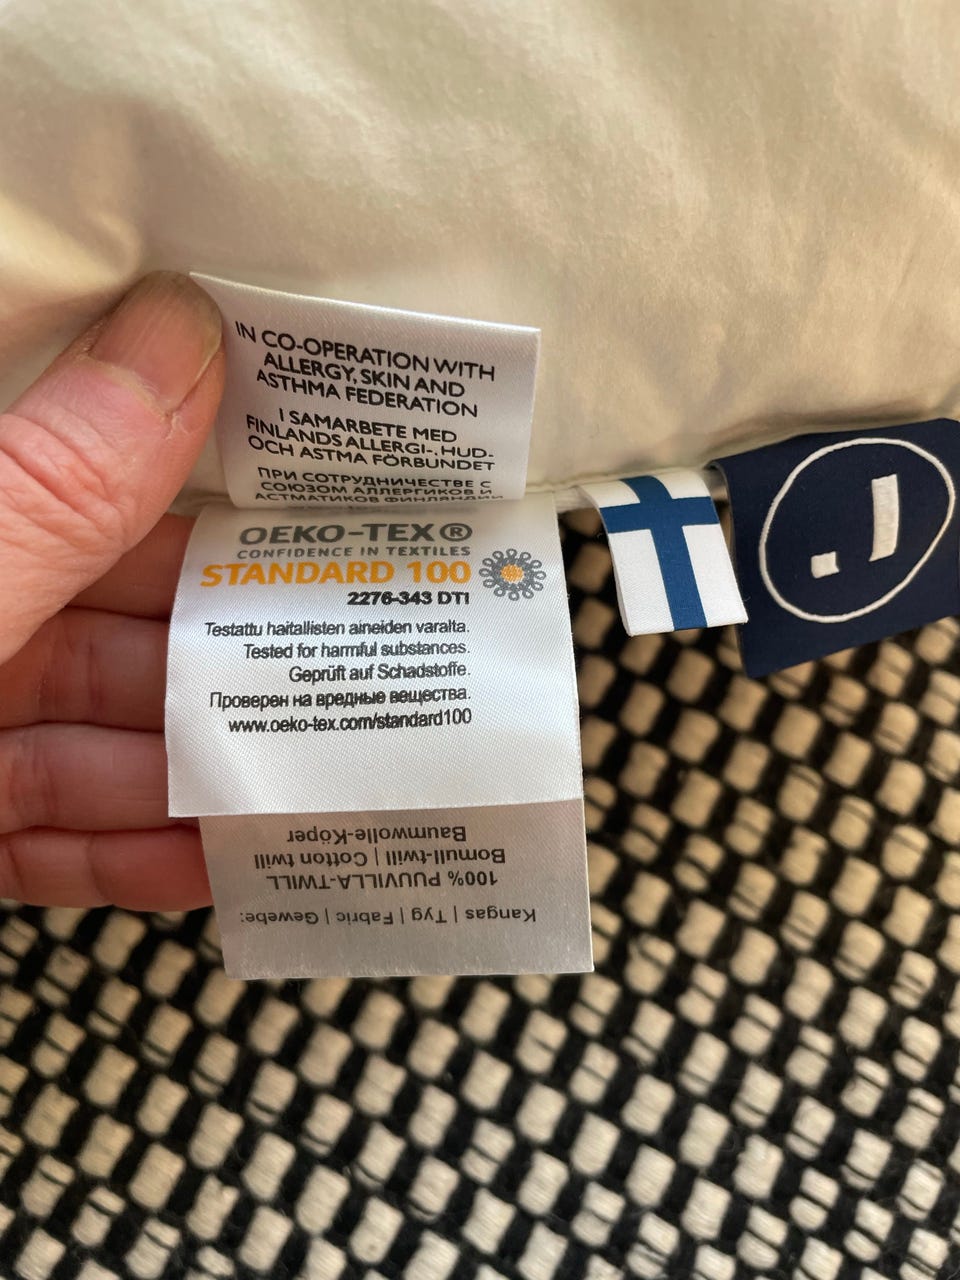 IN CO-OPERATION WITH
ALLERGY, SKIN AND
ASTHMA FEDERATION
I SAMARBETE MED
FINLANDS ALLERGI-, HUD-
OCH ASTMA FÖRBUNDET
ПРИ СОТРУДНИЧЕСТВЕ С
СОЮЗОМ АЛЛЕРГИКОВ И
АСТМАТИКОВ ФИНЛЯНДИИ
OEKO-TEX®
CONFIDENCE IN TEXTILES
STANDARD 100
2276-343 DTI
Testattu haitallisten aineiden varalta.
Tested for harmful substances.
Geprüft auf Schadstoffe.
Проверен на вредные вещества.
www.oeko-tex.com/standard100
Kangas | Tyg | Fabric | Gewebe:
100% PUUVILLA-TWILL
Bomull-twill | Cotton twill
Baumwolle-Köper